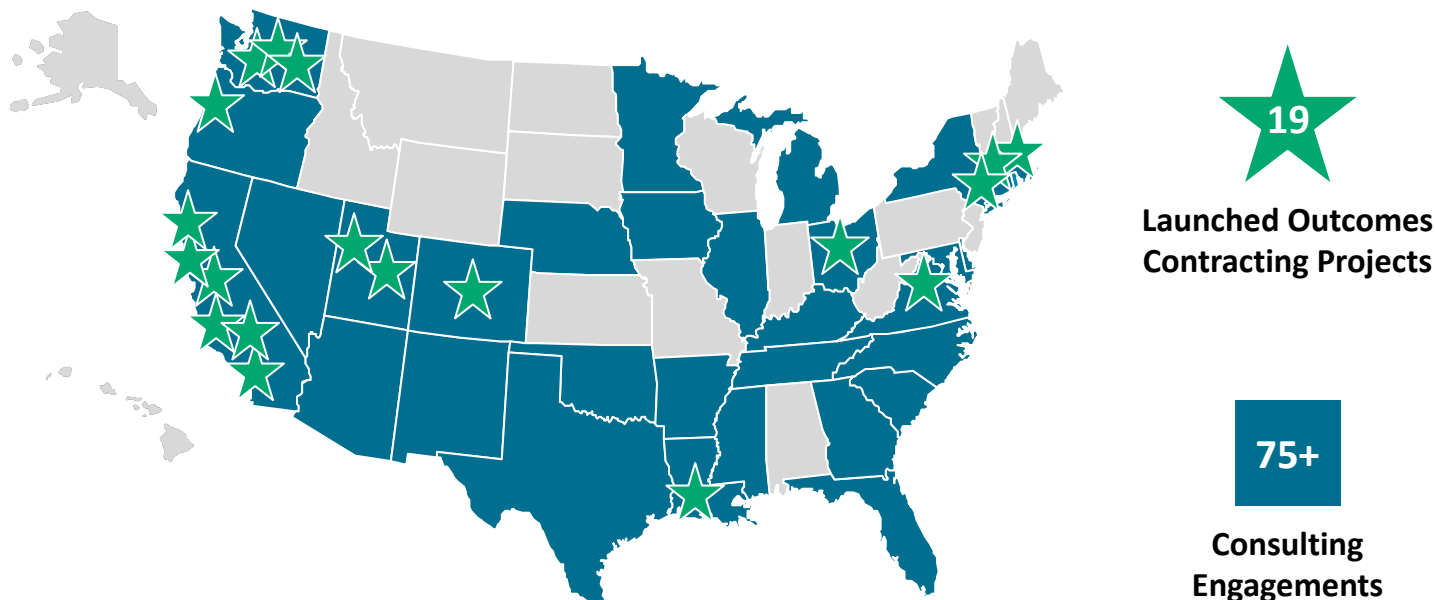 19
Launched Outcomes
Contracting Projects
75+
Consulting
Engagements